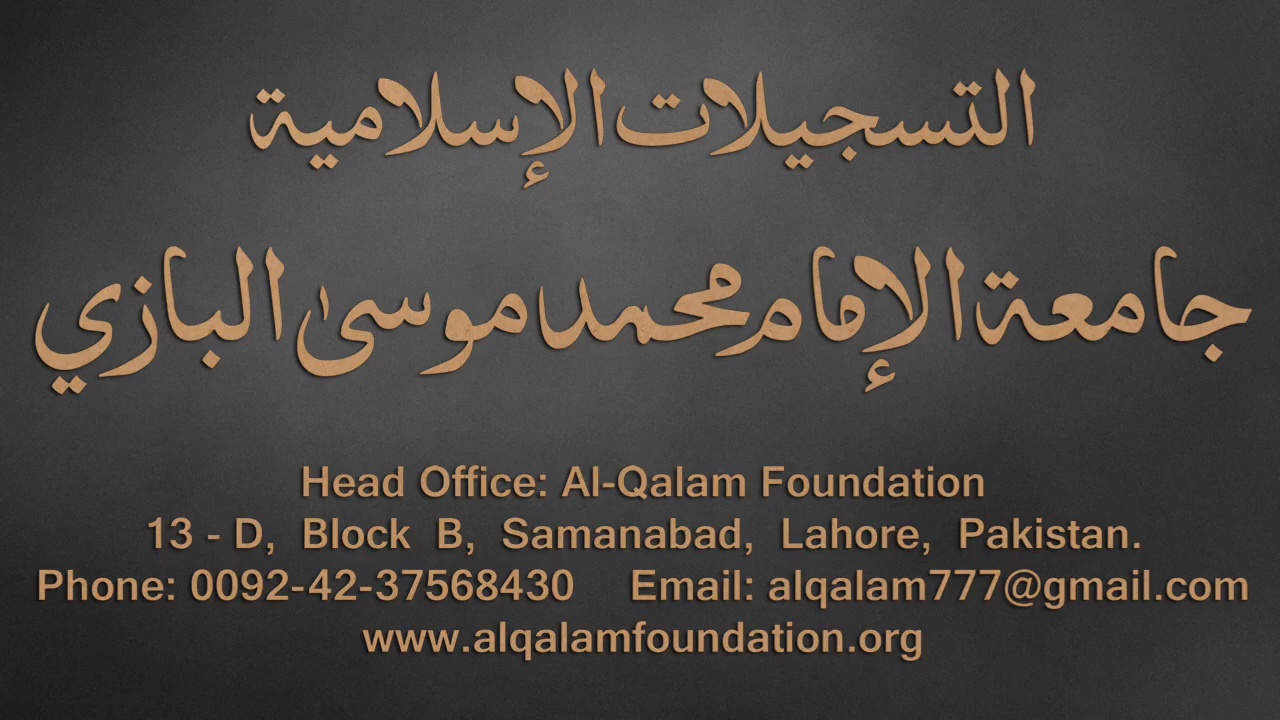 التسجيلات الإسلامية
جامعة الإمام محمد موسىٰ البازي
Head Office: Al-Qalam Foundation
13 - D, Block B, Samanabad, Lahore, Pakistan.
Phone: 0092-42-37568430 Email: alqalam777@gmail.com
www.alqalamfoundation.org